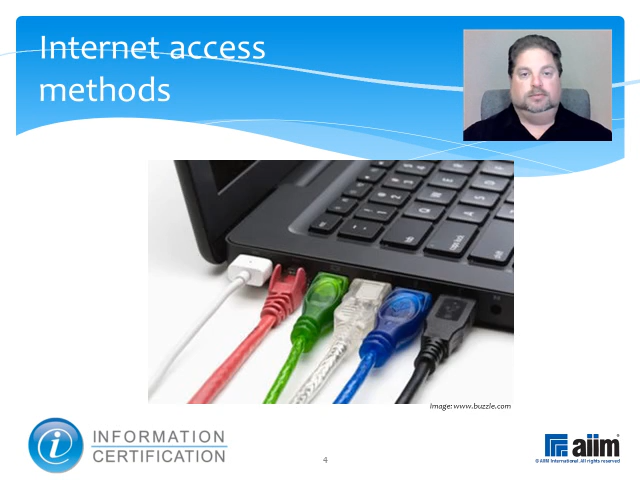 Internet access
methods
Image: www.buzzle.com
i
INFORMATION
CERTIFICATION
4
aiim
© AIIM International. All rights reserved